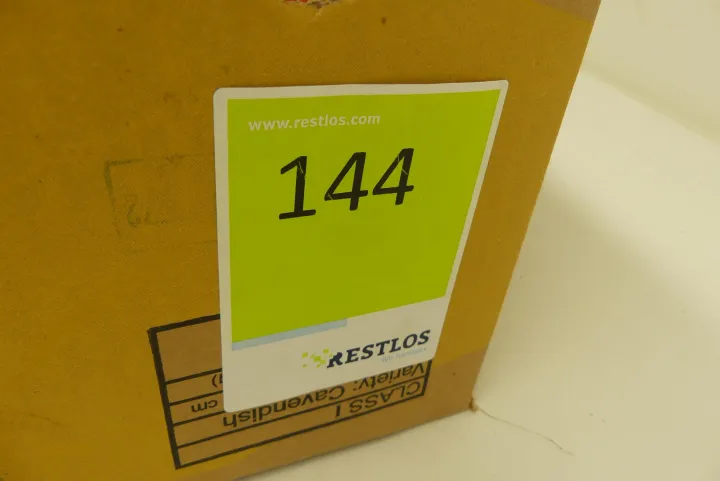 www.restlos.com
144
RESTLOS
CLASS I
Variety: Cavendish
cm